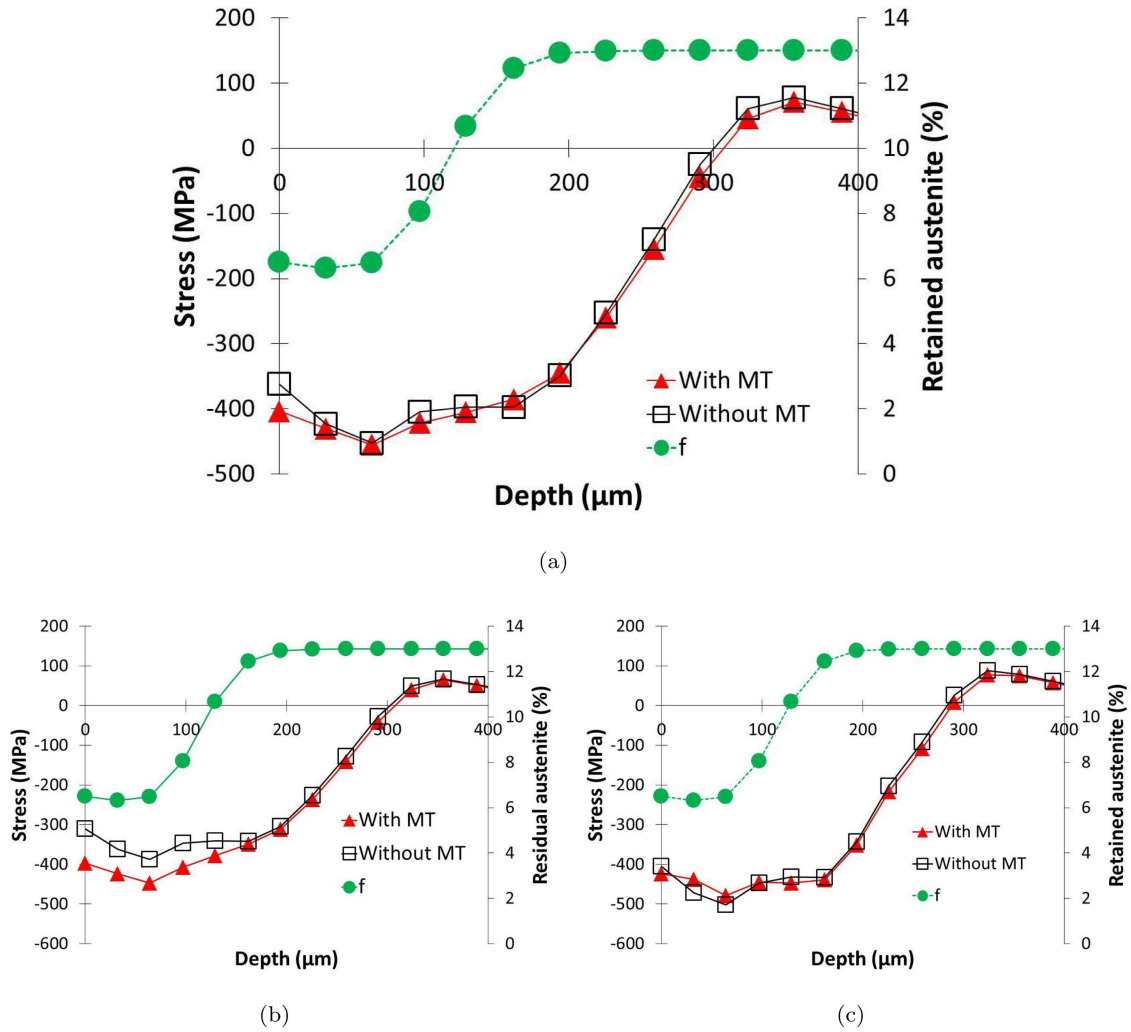 200
100
0
-100
-200
-300
-400
-500
Stress (MPa)
0 100 200 300 400
Depth (µm)
14
12
10
8
6
4
2
0
Retained austenite (%)
With MT
Without MT
f
(a)
200
100
0
-100
-200
-300
-400
-500
-600
Stress (MPa)
0 100 200 300 400
Depth (µm)
14
12
10
8
6
4
2
0
Residual austenite (%)
With MT
Without MT
f
(b)
200
100
0
-100
-200
-300
-400
-500
-600
Stress (MPa)
0 100 200 300 400
Depth (µm)
14
12
10
8
6
4
2
0
Retained austenite (%)
With MT
Without MT
f
(c)